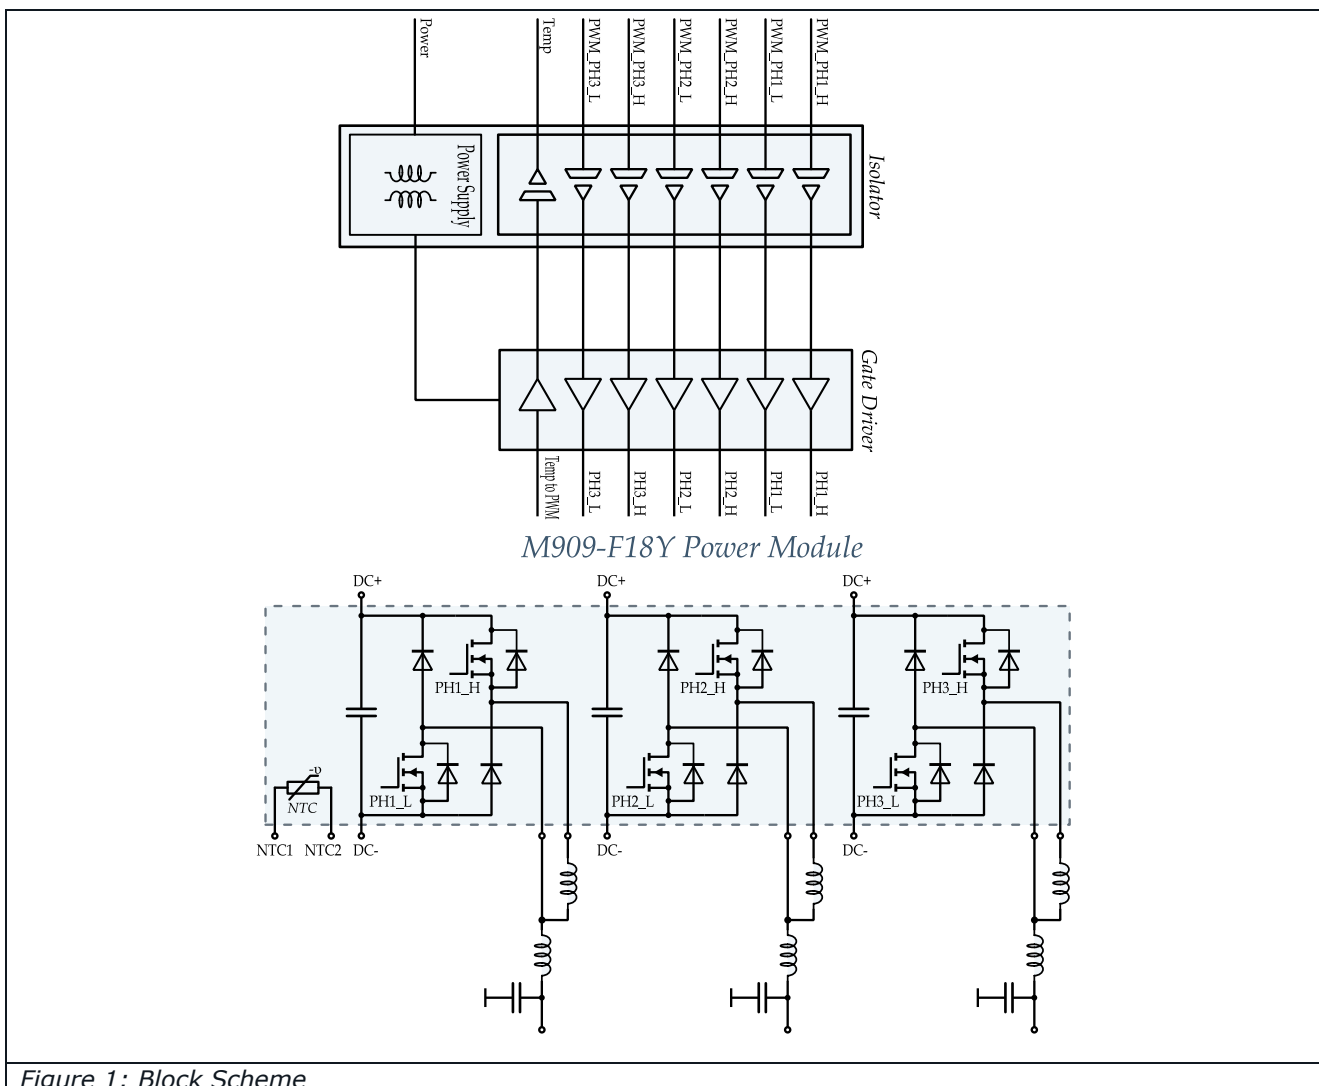 Power
Temp
PWM_PH3_L
PWM_PH3_H
PWM_PH2_L
PWM_PH2_H
PWM_PH1_L
PWM_PH1_H
Power Supply
Isolator
Gate Driver
Temp to PWM
PH3_L
PH3_H
PH2_L
PH2_H
PH1_L
PH1_H
M909-F18Y Power Module
DC+ DC+ DC+
PH1_H PH2_H PH3_H
-υ
NTC
PH1_L PH2_L PH3_L
NTC1 NTC2 DC- DC- DC-
Figure 1: Block Scheme